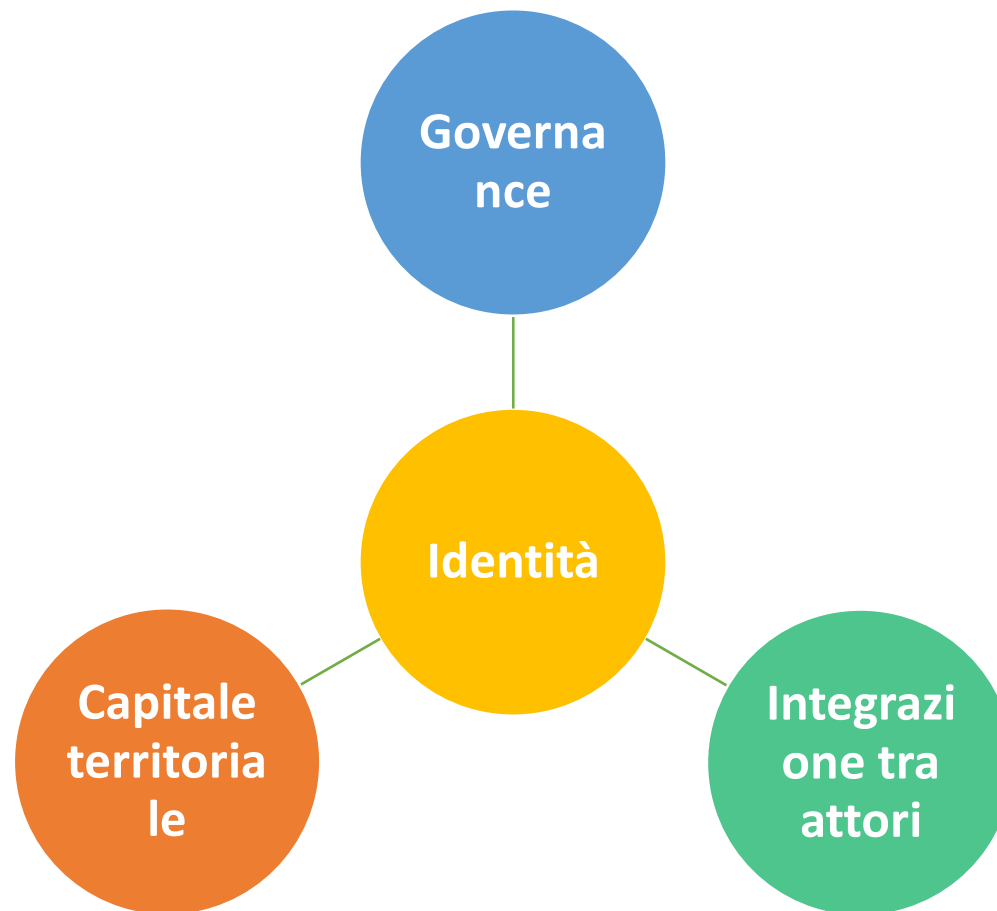 Governa
nce
Identità
Capitale
territoria
le
Integrazi
one tra
attori